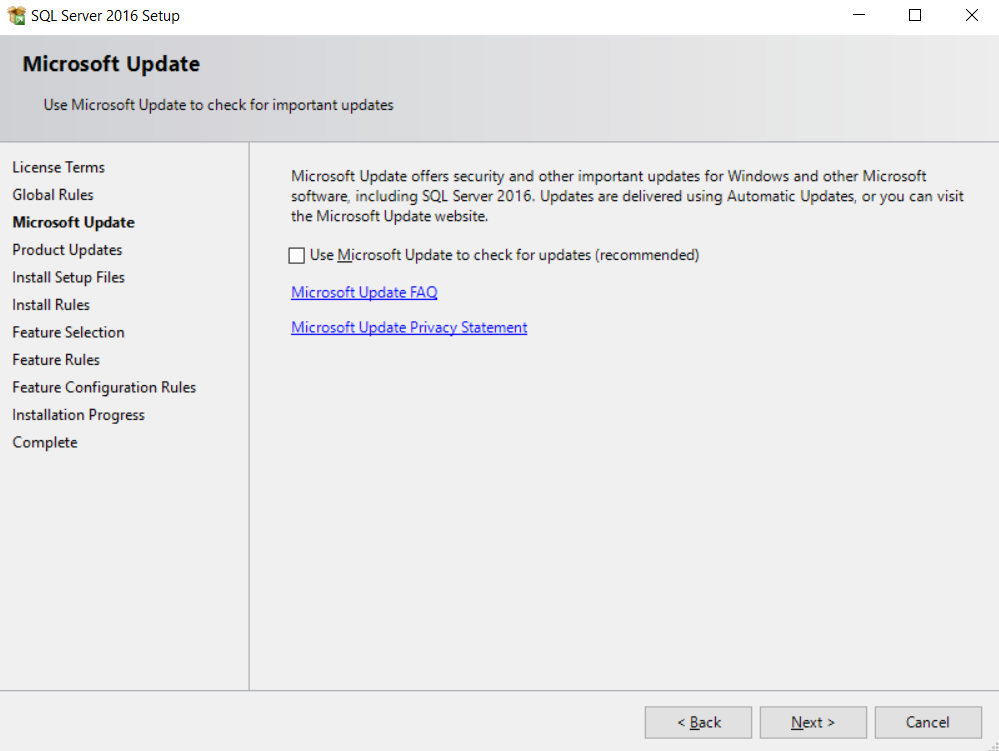 SQL Server 2016 Setup
Microsoft Update
Use Microsoft Update to check for important updates
License Terms
Global Rules
Microsoft Update
Product Updates
Install Setup Files
Install Rules
Feature Selection
Feature Rules
Feature Configuration Rules
Installation Progress
Complete
Microsoft Update offers security and other important updates for Windows and other Microsoft
software, including SQL Server 2016. Updates are delivered using Automatic Updates, or you can visit
the Microsoft Update website.
Use Microsoft Update to check for updates (recommended)
Microsoft Update FAQ
Microsoft Update Privacy Statement
< Back
Next >
Cancel